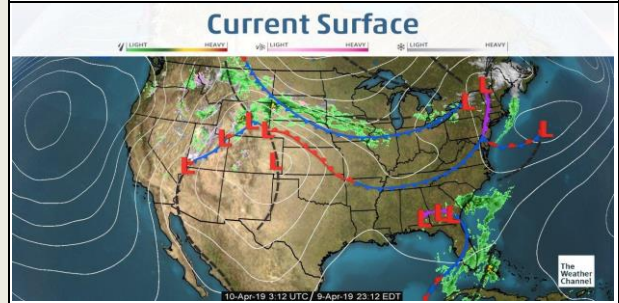 Current Surface
LIGHT HEAVY LIGHT HEAVY LIGHT HEAVY
L L
L
L L
L L
L
L
L L L
The
Weather
Channel
10-Apr-19 3:12 UTC / 9-Apr-19 23:12 EDT